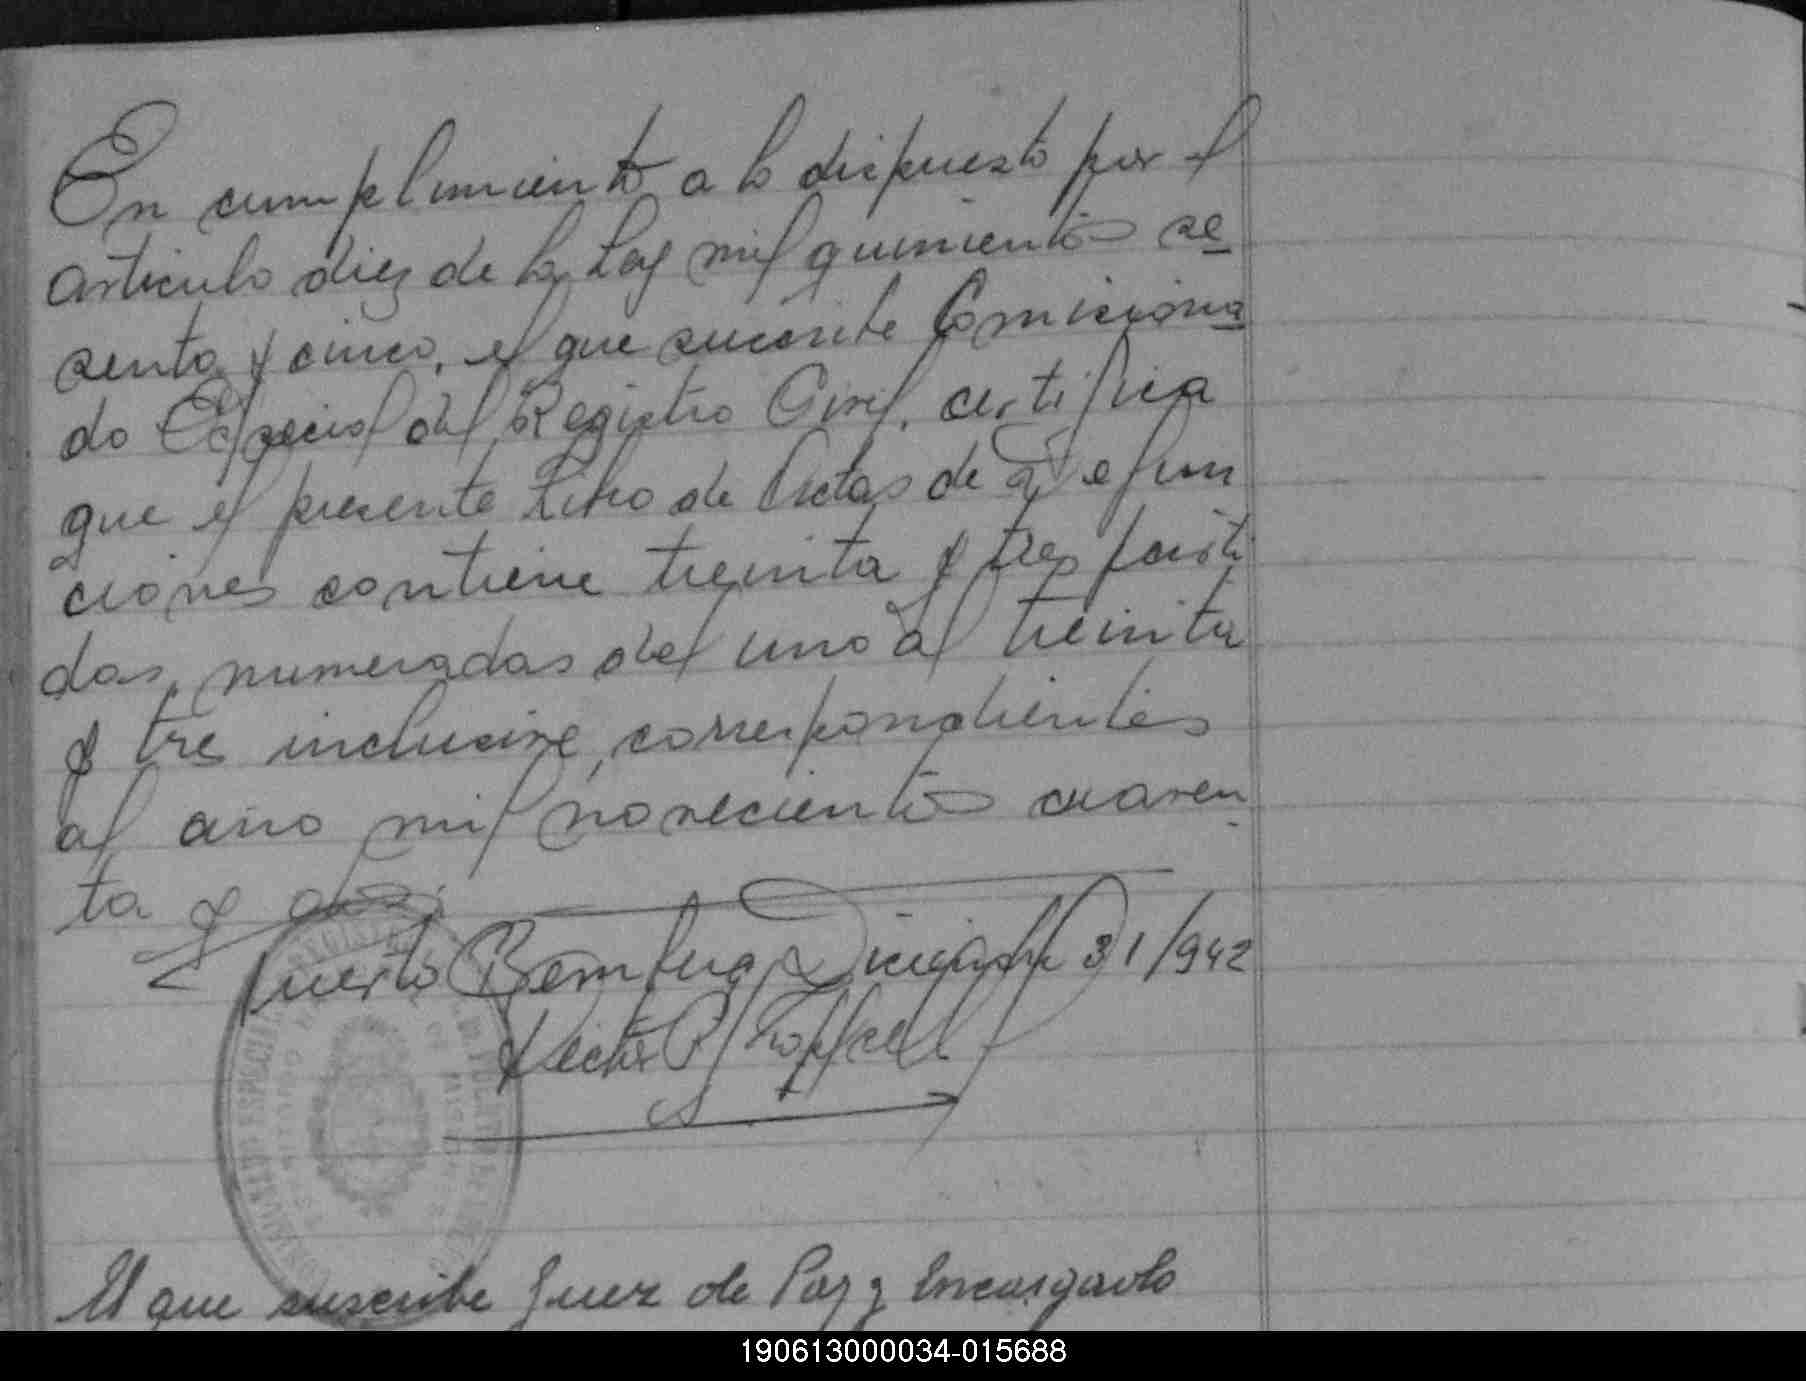 En cumplimiento a lo dispuesto por el
articulo diez de la Ley mil quinientos se
senta y cinco, el que suscribe Comisiona
do Especial del Registro Civil, certifica
que el presente Libro de Actas de Defun
ciones contiene treinta y tres parti
das, numeradas del uno al treinta
y tres inclusive, correspondientes
al año mil novecientos cuaren
ta y dos.
Puerto Bemberg, Diciembre 31/942
Hector
El que suscribe Juez de Paz y Encargado
190613000034-015688